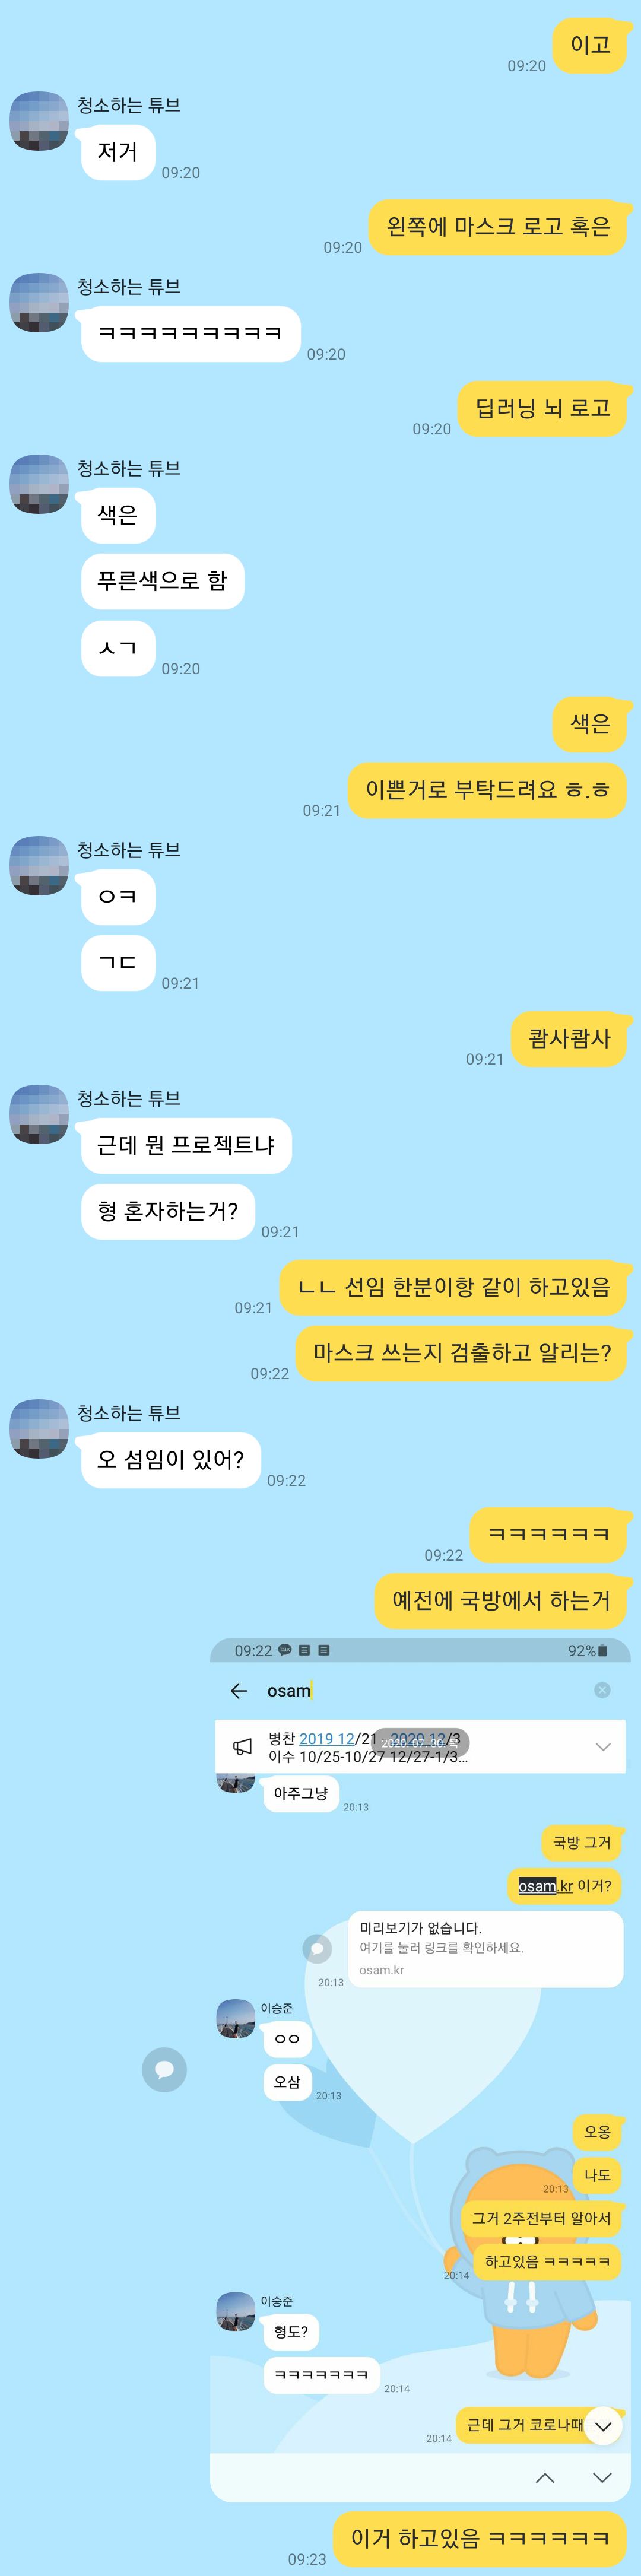 이고
09:20
청소하는 튜브
저거
09:20
왼쪽에 마스크 로고 혹은
09:20
청소하는 튜브
ㅋㅋㅋㅋㅋㅋㅋㅋㅋ
09:20
딥러닝 뇌 로고
09:20
청소하는 튜브
색은
푸른색으로 함
ㅅㄱ
09:20
색은
이쁜거로 부탁드려요 ㅎ.ㅎ
09:21
청소하는 튜브
ㅇㅋ
ㄱㄷ
09:21
쾀사쾀사
09:21
청소하는 튜브
근데 뭔 프로젝트냐
형 혼자하는거?
09:21
ㄴㄴ 선임 한분이항 같이 하고있음
09:21
마스크 쓰는지 검출하고 알리는?
09:22
청소하는 튜브
오 섬임이 있어?
09:22
ㅋㅋㅋㅋㅋㅋ
09:22
예전에 국방에서 하는거
09:22 TALK 92%
osam
병찬 2019 12/21 - 2020 12/3
2020. 07. 30. 목
이수 10/25-10/27 12/27-1/3...
아주그냥
20:13
국방 그거
osam.kr 이거?
미리보기가 없습니다.
여기를 눌러 링크를 확인하세요.
osam.kr
20:13
이승준
ㅇㅇ
오삼
20:13
오옹
나도
20:13
그거 2주전부터 알아서
하고있음 ㅋㅋㅋㅋㅋ
20:14
이승준
형도?
ㅋㅋㅋㅋㅋㅋㅋ
20:14
근데 그거 코로나때
20:14
이거 하고있음 ㅋㅋㅋㅋㅋㅋ
09:23